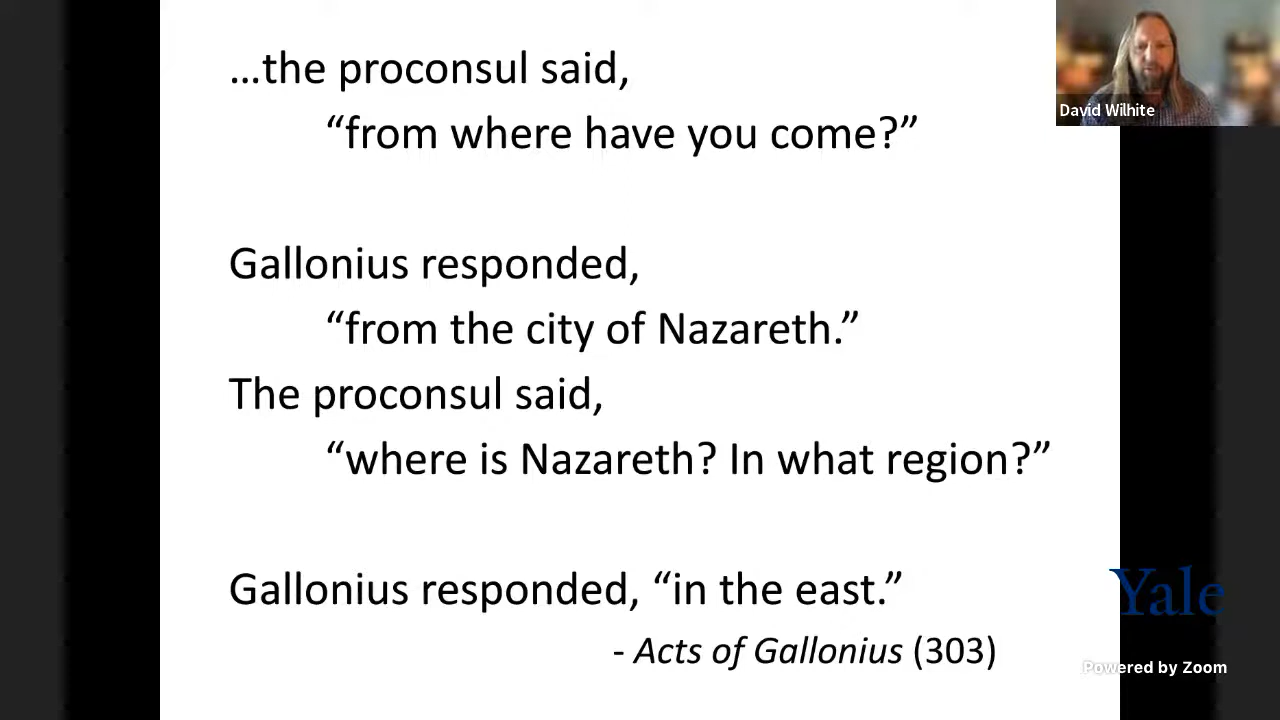 …the proconsul said,
“from where have you come?”
Gallonius responded,
“from the city of Nazareth.”
The proconsul said,
“where is Nazareth? In what region?”
Gallonius responded, “in the east.”
- Acts of Gallonius (303)
David Wilhite
Yale
Powered by Zoom